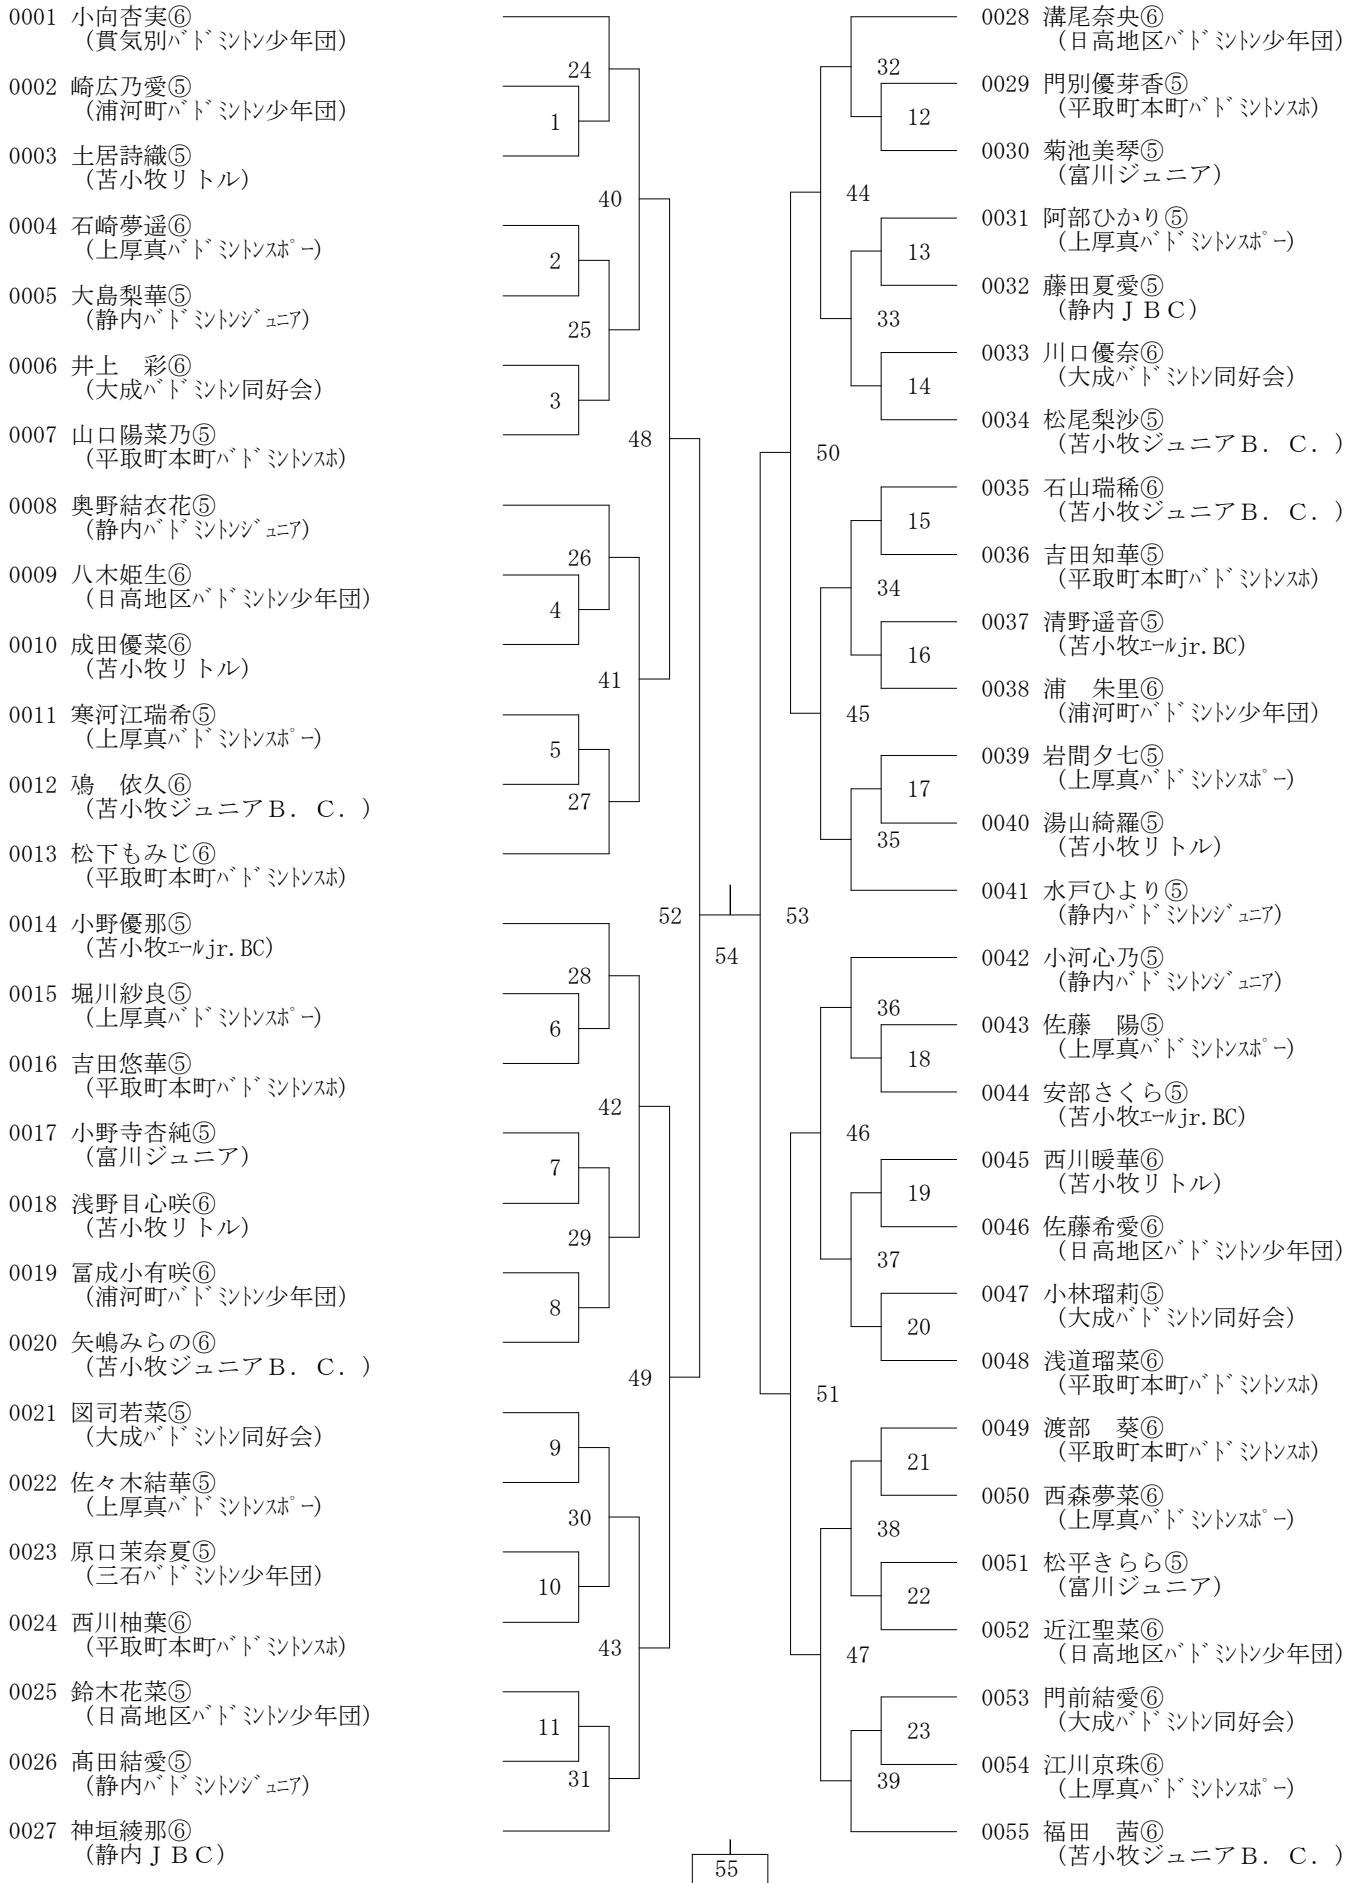 0001 小向杏実⑥
(貫気別バドミントン少年団)
0002 崎広乃愛⑤
(浦河町バドミントン少年団)
0003 土居詩織⑤
(苫小牧リトル)
0004 石崎夢遥⑥
(上厚真バドミントンスポー)
0005 大島梨華⑤
(静内バドミントンジュニア)
0006 井上　彩⑥
(大成バドミントン同好会)
0007 山口陽菜乃⑤
(平取町本町バドミントンスポ)
0008 奥野結衣花⑤
(静内バドミントンジュニア)
0009 八木姫生⑥
(日高地区バドミントン少年団)
0010 成田優菜⑥
(苫小牧リトル)
0011 寒河江瑞希⑤
(上厚真バドミントンスポー)
0012 鳰　依久⑥
(苫小牧ジュニアＢ．Ｃ．)
0013 松下もみじ⑥
(平取町本町バドミントンスポ)
0014 小野優那⑤
(苫小牧エールjr.BC)
0015 堀川紗良⑤
(上厚真バドミントンスポー)
0016 吉田悠華⑤
(平取町本町バドミントンスポ)
0017 小野寺杏純⑤
(富川ジュニア)
0018 浅野目心咲⑥
(苫小牧リトル)
0019 冨成小有咲⑥
(浦河町バドミントン少年団)
0020 矢嶋みらの⑥
(苫小牧ジュニアＢ．Ｃ．)
0021 図司若菜⑤
(大成バドミントン同好会)
0022 佐々木結華⑤
(上厚真バドミントンスポー)
0023 原口茉奈夏⑤
(三石バドミントン少年団)
0024 西川柚葉⑥
(平取町本町バドミントンスポ)
0025 鈴木花菜⑤
(日高地区バドミントン少年団)
0026 髙田結愛⑤
(静内バドミントンジュニア)
0027 神垣綾那⑥
(静内ＪＢＣ)
24
1
40
2
25
3
48
26
4
41
5
27
52
28
6
42
7
29
8
49
9
30
10
43
11
31
54
55
53
32
12
44
13
33
14
50
15
34
16
45
17
35
36
18
46
19
37
20
51
21
38
22
47
23
39
0028 溝尾奈央⑥
(日高地区バドミントン少年団)
0029 門別優芽香⑤
(平取町本町バドミントンスポ)
0030 菊池美琴⑤
(富川ジュニア)
0031 阿部ひかり⑤
(上厚真バドミントンスポー)
0032 藤田夏愛⑤
(静内ＪＢＣ)
0033 川口優奈⑥
(大成バドミントン同好会)
0034 松尾梨沙⑤
(苫小牧ジュニアＢ．Ｃ．)
0035 石山瑞稀⑥
(苫小牧ジュニアＢ．Ｃ．)
0036 吉田知華⑤
(平取町本町バドミントンスポ)
0037 清野遥音⑤
(苫小牧エールjr.BC)
0038 浦　朱里⑥
(浦河町バドミントン少年団)
0039 岩間夕七⑤
(上厚真バドミントンスポー)
0040 湯山綺羅⑤
(苫小牧リトル)
0041 水戸ひより⑤
(静内バドミントンジュニア)
0042 小河心乃⑤
(静内バドミントンジュニア)
0043 佐藤　陽⑤
(上厚真バドミントンスポー)
0044 安部さくら⑤
(苫小牧エールjr.BC)
0045 西川暖華⑥
(苫小牧リトル)
0046 佐藤希愛⑥
(日高地区バドミントン少年団)
0047 小林瑠莉⑤
(大成バドミントン同好会)
0048 浅道瑠菜⑥
(平取町本町バドミントンスポ)
0049 渡部　葵⑥
(平取町本町バドミントンスポ)
0050 西森夢菜⑥
(上厚真バドミントンスポー)
0051 松平きらら⑤
(富川ジュニア)
0052 近江聖菜⑥
(日高地区バドミントン少年団)
0053 門前結愛⑥
(大成バドミントン同好会)
0054 江川京珠⑥
(上厚真バドミントンスポー)
0055 福田　茜⑥
(苫小牧ジュニアＢ．Ｃ．)